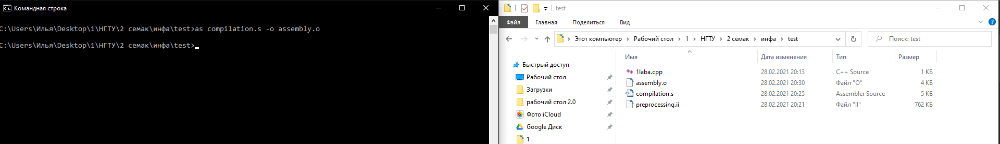 Командная строка
C:\Users\Илья\Desktop\1\НГТУ\2 семак\инфа\test>as compilation.s -o assembly.o
C:\Users\Илья\Desktop\1\НГТУ\2 семак\инфа\test>
test
Файл Главная Поделиться Вид
Этот компьютер > Рабочий стол > 1 > НГТУ > 2 семак > инфа > test
Поиск: test
Имя Дата изменения Тип Размер
Быстрый доступ
Рабочий стол
Загрузки
рабочий стол 2.0
Фото iCloud
Google Диск
1
1laba.cpp 28.02.2021 20:13 C++ Source 1 КБ
assembly.o 28.02.2021 20:30 Файл "O" 4 КБ
compilation.s 28.02.2021 20:25 Assembler Source 5 КБ
preprocessing.ii 28.02.2021 20:21 Файл "II" 762 КБ